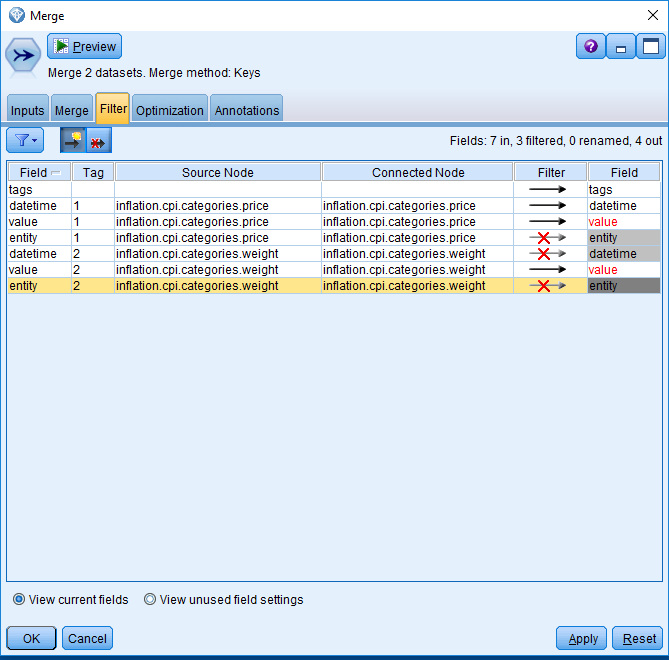 Merge
Preview
Merge 2 datasets. Merge method: Keys
Inputs Merge Filter Optimization Annotations
Fields: 7 in, 3 filtered, 0 renamed, 4 out
Field Tag Source Node Connected Node Filter Field
tags tags
datetime 1 inflation.cpi.categories.price inflation.cpi.categories.price datetime
value 1 inflation.cpi.categories.price inflation.cpi.categories.price value
entity 1 inflation.cpi.categories.price inflation.cpi.categories.price entity
datetime 2 inflation.cpi.categories.weight inflation.cpi.categories.weight datetime
value 2 inflation.cpi.categories.weight inflation.cpi.categories.weight value
entity 2 inflation.cpi.categories.weight inflation.cpi.categories.weight entity
View current fields View unused field settings
OK Cancel Apply Reset